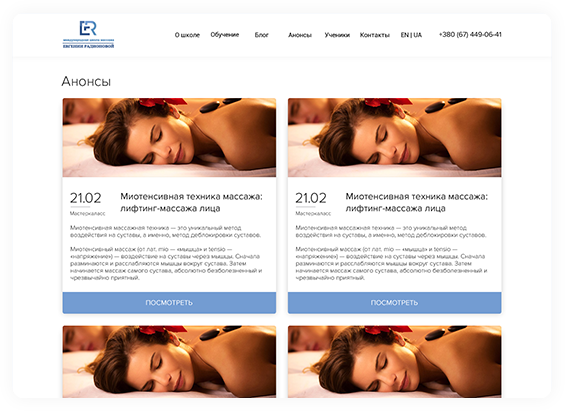 ER
МЕЖДУНАРОДНАЯ ШКОЛА МАССАЖА
ЕВГЕНИИ РАДИОНОВОЙ
О школе Обучение Блог Анонсы Ученики Контакты EN | UA +380 (67) 449-06-41
Анонсы
21.02
Мастеркласс
Миотенсивная техника массажа:
лифтинг-массажа лица
Миотенсивная массажная техника — это уникальный метод
воздействия на суставы, а именно, метод деблокировки суставов.
Миотенсивный массаж (от лат. mio — «мышца» и tensio —
«напряжение») — воздействие на суставы через мышцы. Сначала
разминаются и расслабляются мышцы вокруг сустава. Затем
начинается массаж самого сустава, абсолютно безболезненный и
чрезвычайно приятный.
ПОСМОТРЕТЬ
21.02
Мастеркласс
Миотенсивная техника массажа:
лифтинг-массажа лица
Миотенсивная массажная техника — это уникальный метод
воздействия на суставы, а именно, метод деблокировки суставов.
Миотенсивный массаж (от лат. mio — «мышца» и tensio —
«напряжение») — воздействие на суставы через мышцы. Сначала
разминаются и расслабляются мышцы вокруг сустава. Затем
начинается массаж самого сустава, абсолютно безболезненный и
чрезвычайно приятный.
ПОСМОТРЕТЬ